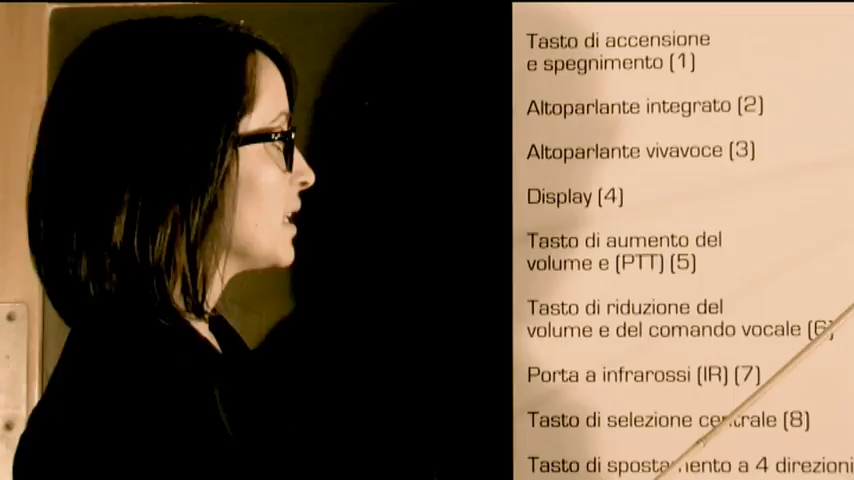 Tasto di accensione
e spegnimento (1)
Altoparlante integrato (2)
Altoparlante vivavoce (3)
Display (4)
Tasto di aumento del
volume e (PTT) (5)
Tasto di riduzione del
volume e del comando vocale (6)
Porta a infrarossi (IR) (7)
Tasto di selezione centrale (8)
Tasto di spostamento a 4 direzioni